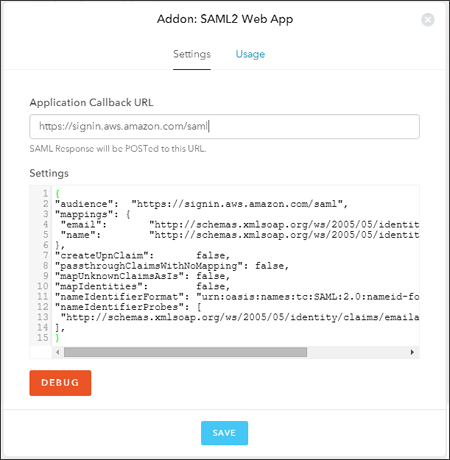 Addon: SAML2 Web App
Settings
Usage
Application Callback URL
https://signin.aws.amazon.com/saml
SAML Response will be POSTed to this URL.
Settings
1 {
2 "audience":  "https://signin.aws.amazon.com/saml",
3 "mappings": {
4  "email":       "http://schemas.xmlsoap.org/ws/2005/05/identit
5  "name":        "http://schemas.xmlsoap.org/ws/2005/05/identit
6 },
7 "createUpnClaim":       false,
8 "passthroughClaimsWithNoMapping": false,
9 "mapUnknownClaimsAsIs": false,
10 "mapIdentities":        false,
11 "nameIdentifierFormat": "urn:oasis:names:tc:SAML:2.0:nameid-fo
12 "nameIdentifierProbes": [
13  "http://schemas.xmlsoap.org/ws/2005/05/identity/claims/emaila
14 ],
15 }
DEBUG
SAVE